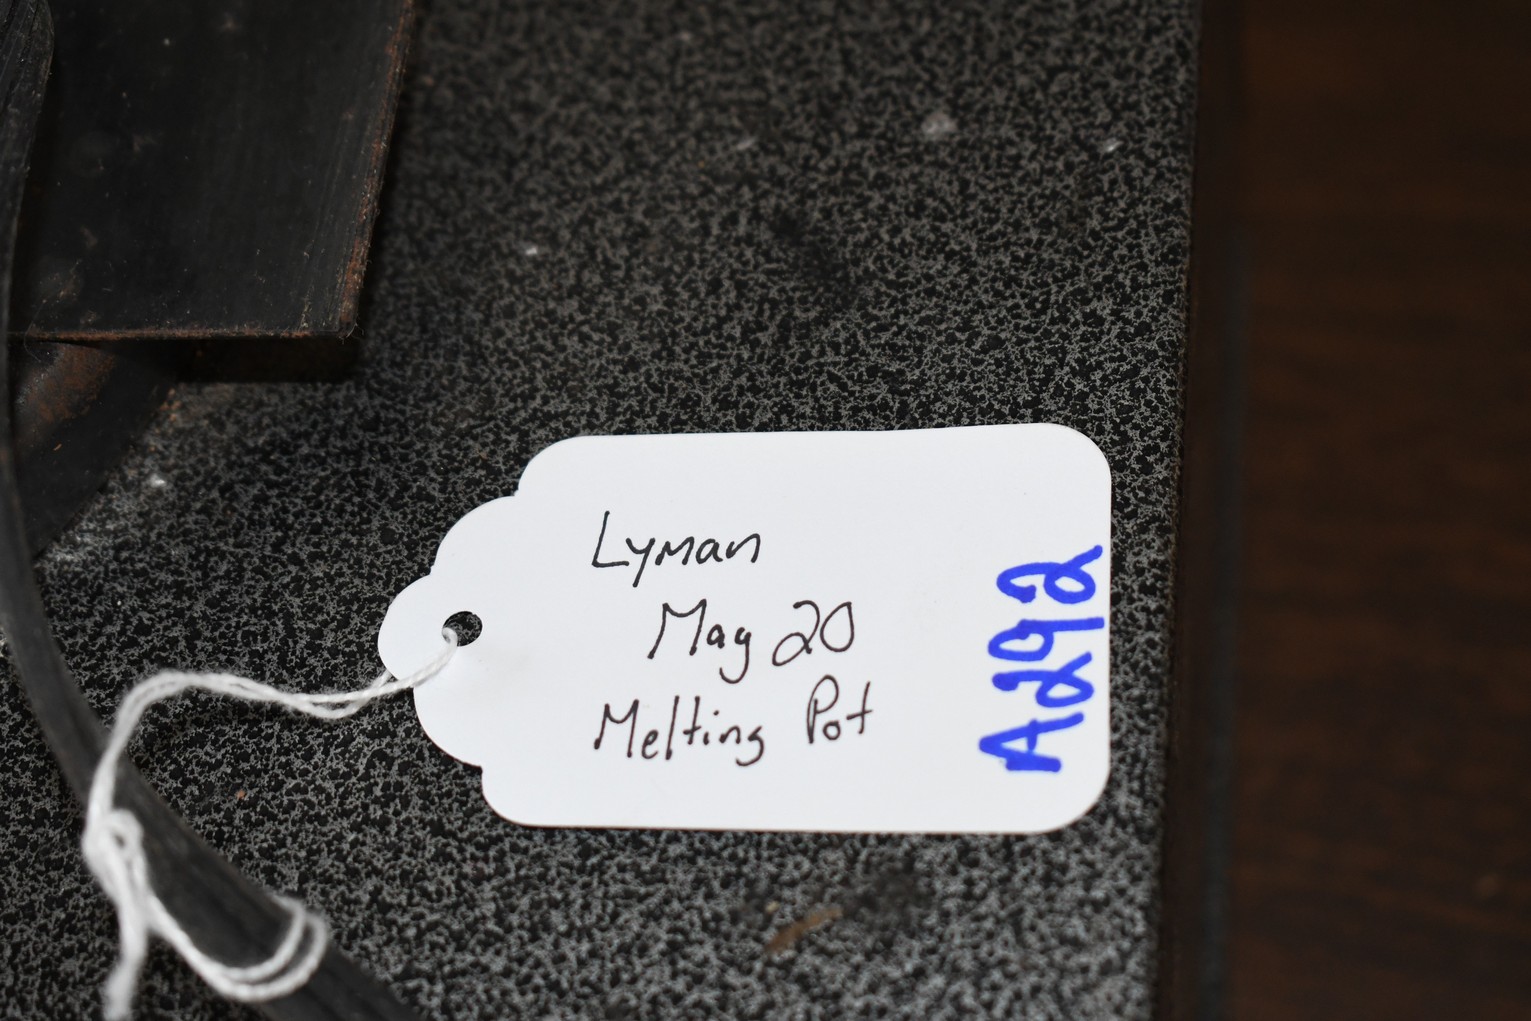 Lyman
Mag 20
Melting Pot
A292